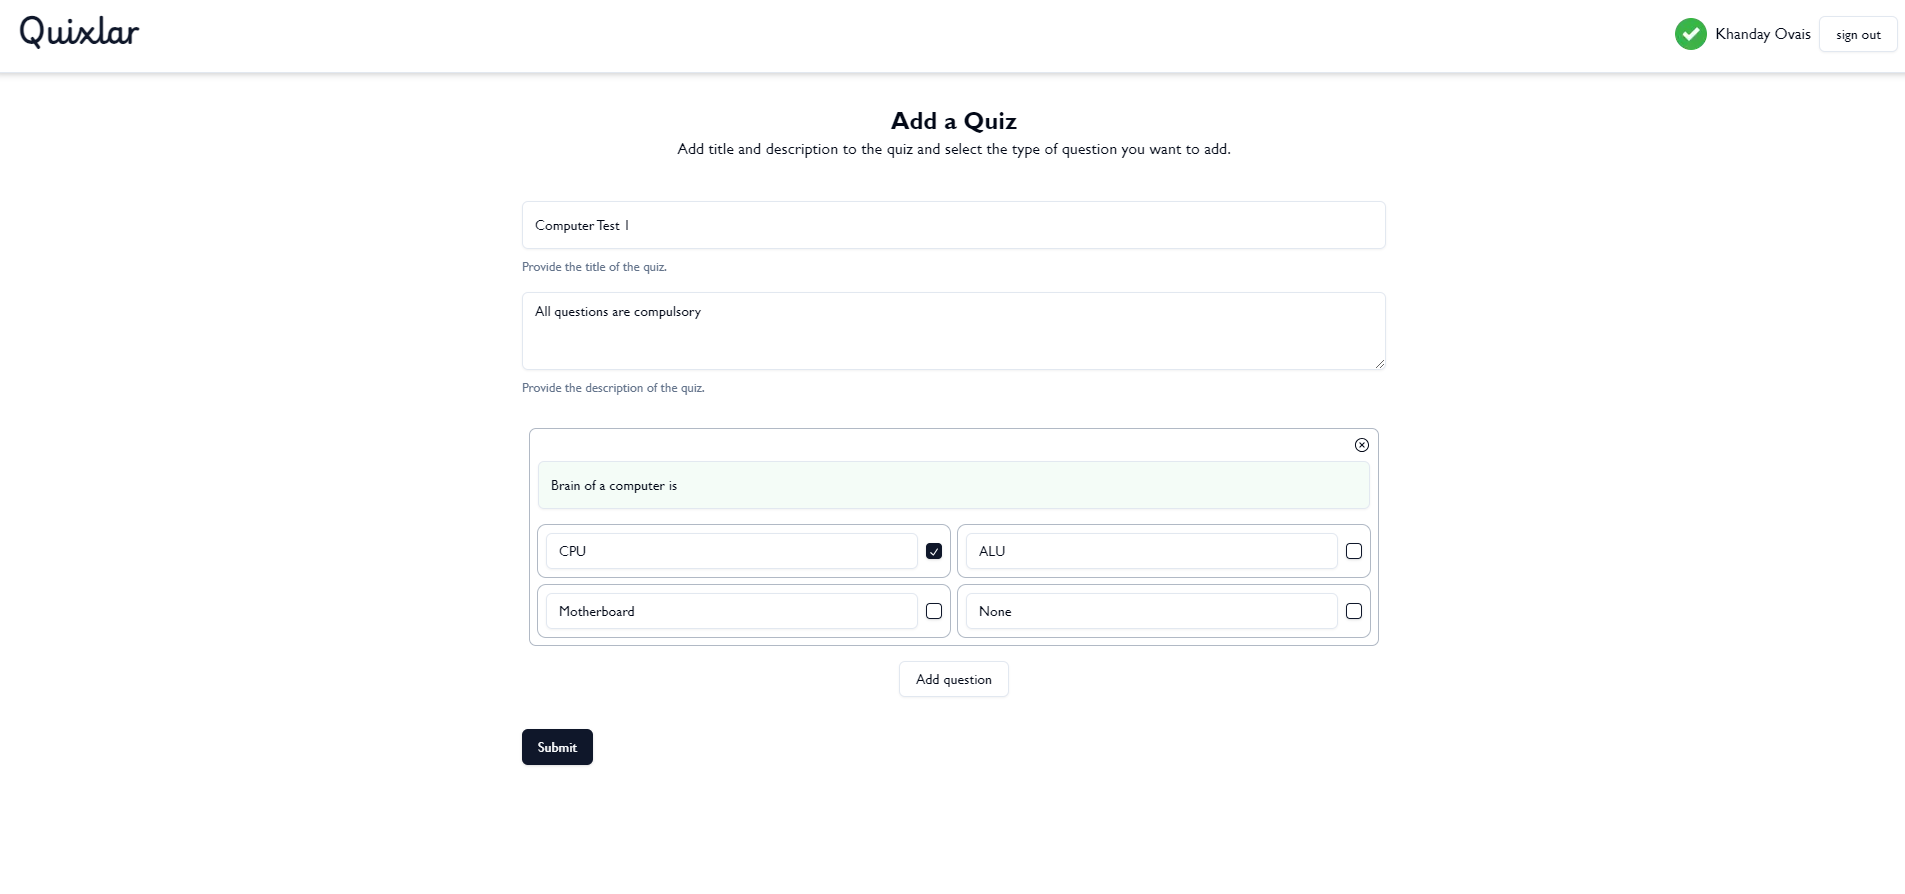 Quixlar
Khanday Ovais
sign out
Add a Quiz
Add title and description to the quiz and select the type of question you want to add.
Computer Test 1
Provide the title of the quiz.
All questions are compulsory
Provide the description of the quiz.
Brain of a computer is
CPU
ALU
Motherboard
None
Add question
Submit